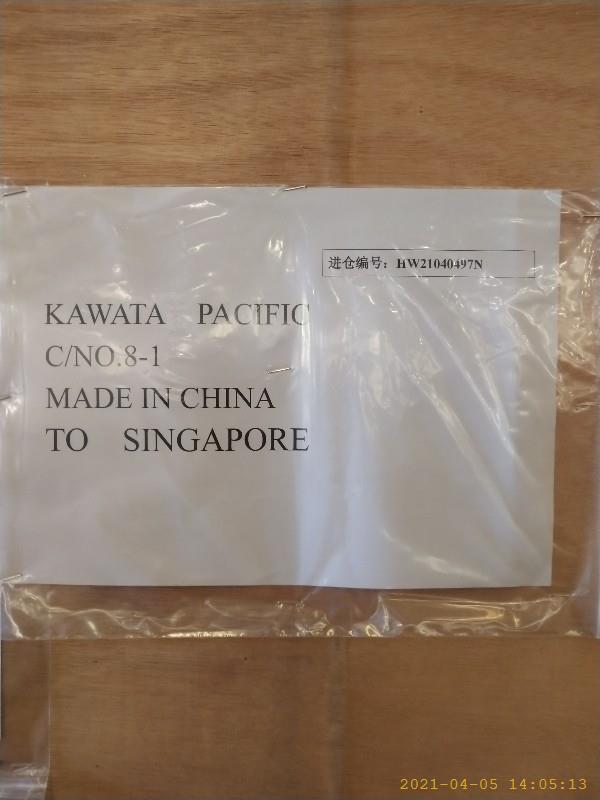 进仓编号：HW21040497N
KAWATA PACIFIC
C/NO.8-1
MADE IN CHINA
TO SINGAPORE
2021-04-05 14:05:13